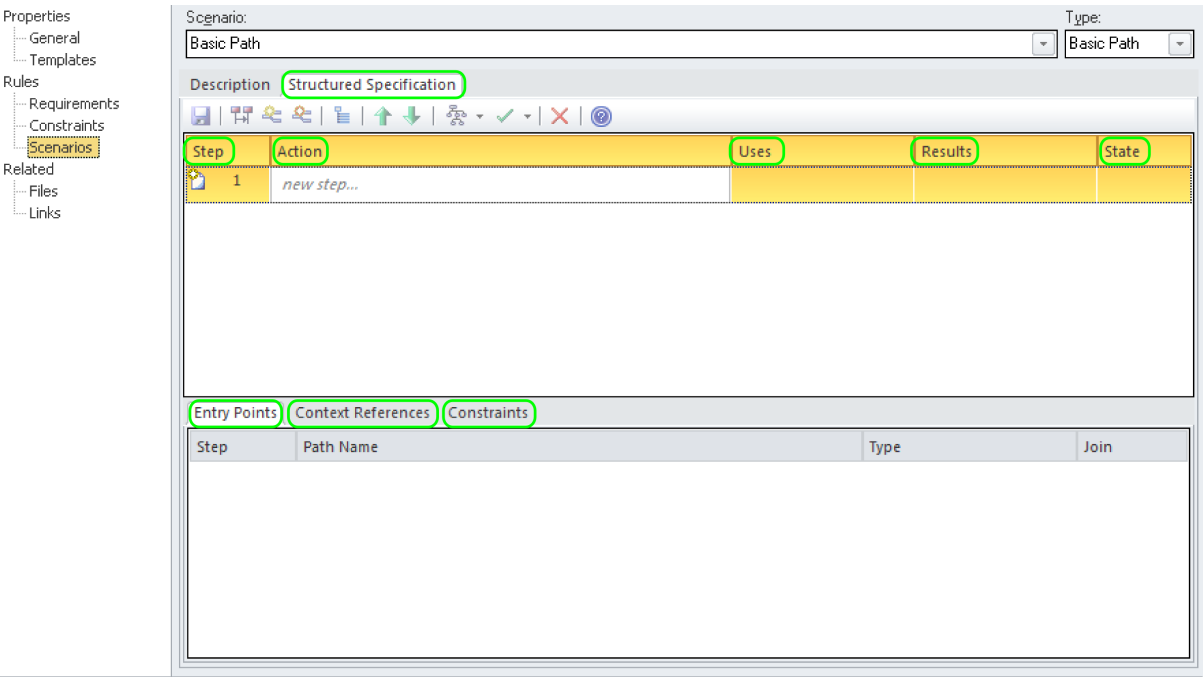 Properties
General
Templates
Rules
Requirements
Constraints
Scenarios
Related
Files
Links
Scenario:
Type:
Basic Path
Basic Path
Description
Structured Specification
Step
Action
Uses
Results
State
1
new step...
Entry Points
Context References
Constraints
Step
Path Name
Type
Join